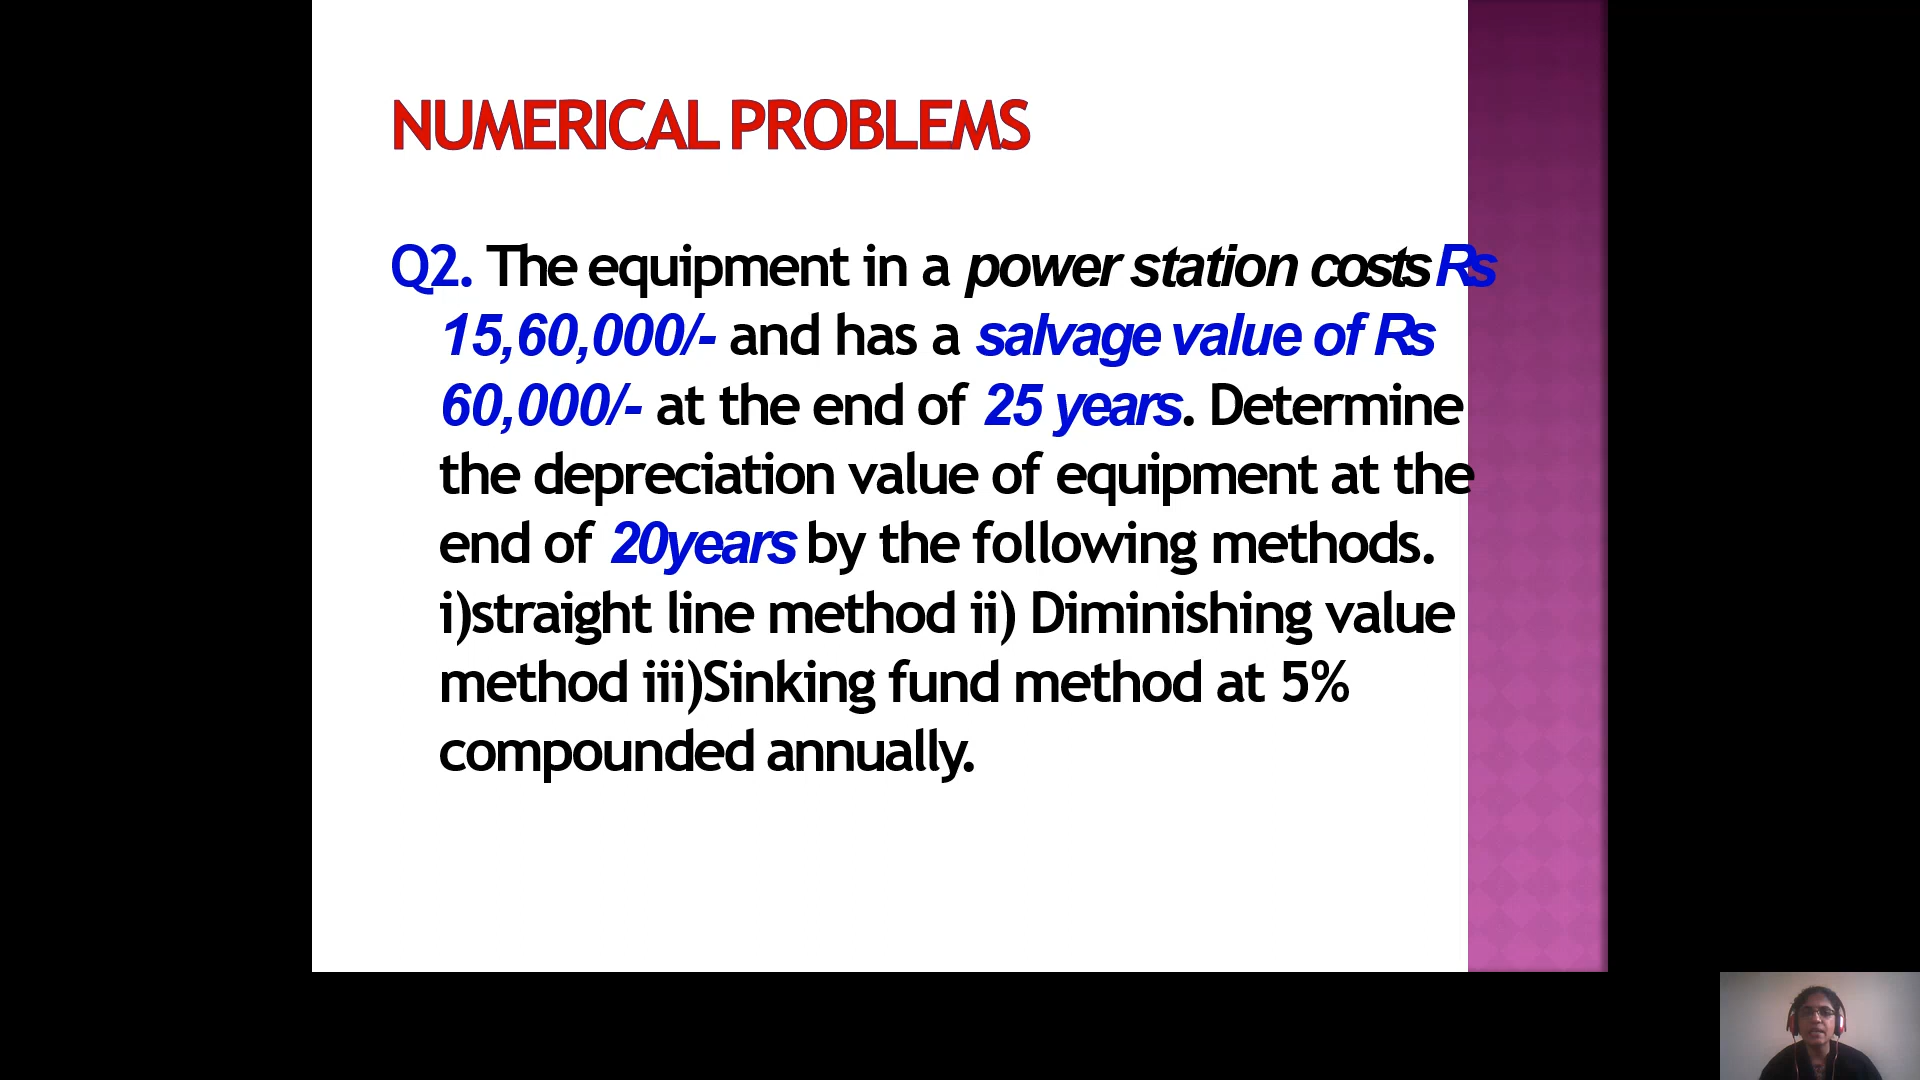 NUMERICAL PROBLEMS
Q2. The equipment in a power station costs Rs
15,60,000/- and has a salvage value of Rs
60,000/- at the end of 25 years. Determine
the depreciation value of equipment at the
end of 20years by the following methods.
i)straight line method ii) Diminishing value
method iii)Sinking fund method at 5%
compounded annually.